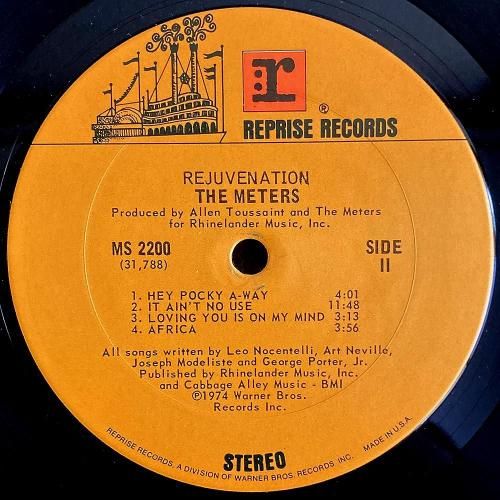 r
®
REPRISE RECORDS
REJUVENATION
THE METERS
Produced by Allen Toussaint and The Meters
for Rhinelander Music, Inc.
MS 2200
(31,788)
SIDE
II
1. HEY POCKY A-WAY 4:01
2. IT AIN'T NO USE 11:48
3. LOVING YOU IS ON MY MIND 3:13
4. AFRICA 3:56
All songs written by Leo Nocentelli, Art Neville,
Joseph Modeliste and George Porter, Jr.
Published by Rhinelander Music, Inc.
and Cabbage Alley Music - BMI
℗1974 Warner Bros.
Records Inc.
STEREO
REPRISE RECORDS, A DIVISION OF WARNER BROS. RECORDS INC. MADE IN U.S.A.